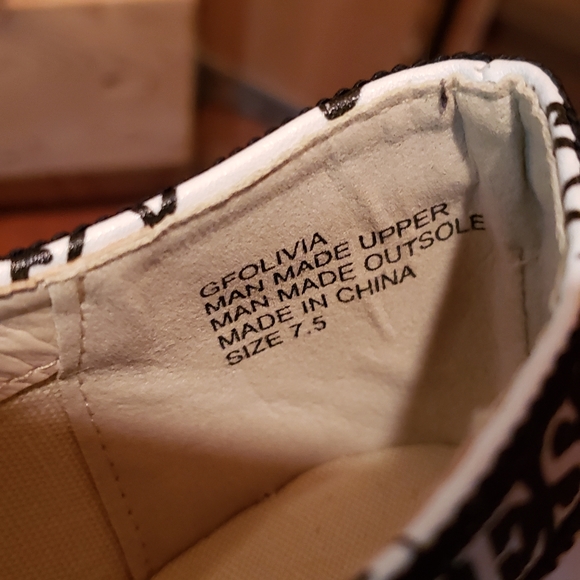 GFOLIVIA
MAN MADE UPPER
MAN MADE OUTSOLE
MADE IN CHINA
SIZE 7.5